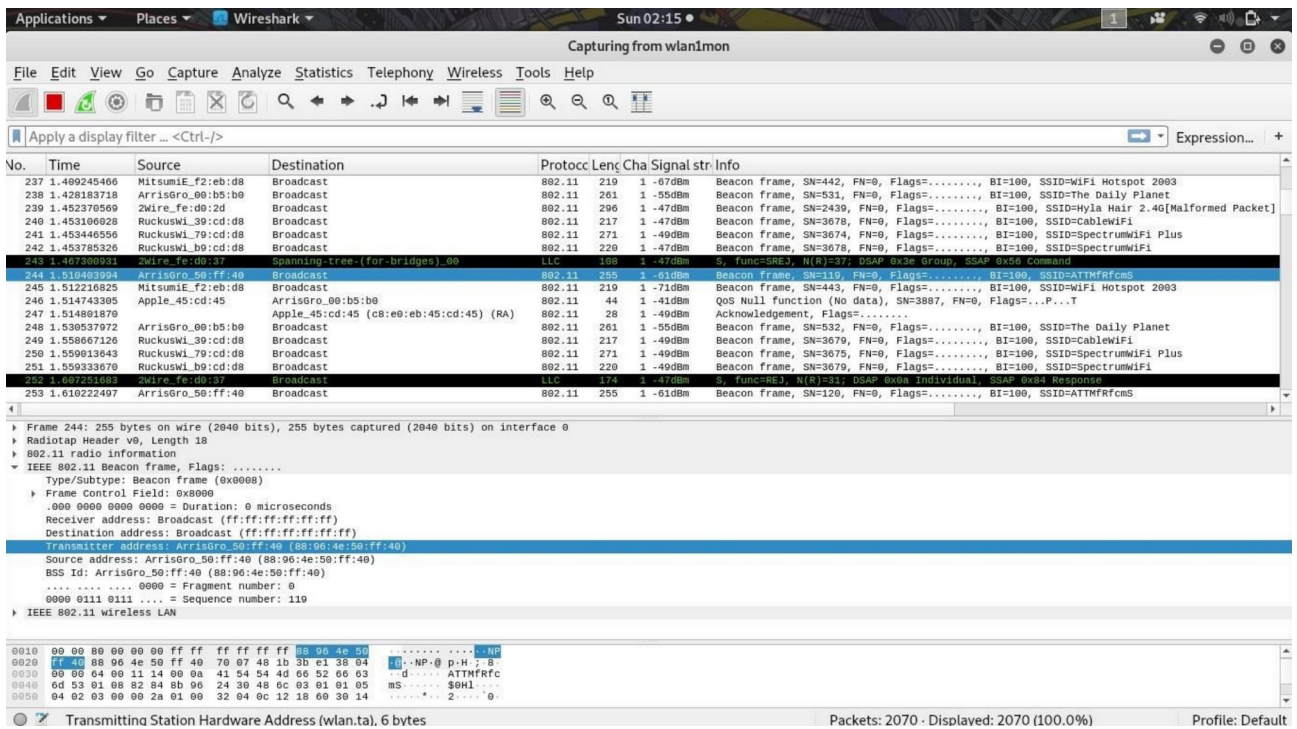 Applications ▾ Places ▾ Wireshark ▾ Sun 02:15 ● 1
Capturing from wlan1mon
File Edit View Go Capture Analyze Statistics Telephony Wireless Tools Help
Apply a display filter ... <Ctrl-/> Expression... +
No. Time Source Destination Protocc Leng Cha Signal str Info
237 1.409245466 MitsumiE_f2:eb:d8 Broadcast 802.11 219 1 -67dBm Beacon frame, SN=442, FN=0, Flags=........, BI=100, SSID=WiFi Hotspot 2003
238 1.428183718 ArrisGro_00:b5:b0 Broadcast 802.11 261 1 -55dBm Beacon frame, SN=531, FN=0, Flags=........, BI=100, SSID=The Daily Planet
239 1.452370569 2Wire_fe:d0:2d Broadcast 802.11 296 1 -47dBm Beacon frame, SN=2439, FN=0, Flags=........, BI=100, SSID=Hyla Hair 2.4G[Malformed Packet]
240 1.453106028 RuckusWi_39:cd:d8 Broadcast 802.11 217 1 -47dBm Beacon frame, SN=3678, FN=0, Flags=........, BI=100, SSID=CableWiFi
241 1.453446556 RuckusWi_79:cd:d8 Broadcast 802.11 271 1 -49dBm Beacon frame, SN=3674, FN=0, Flags=........, BI=100, SSID=SpectrumWiFi Plus
242 1.453785326 RuckusWi_b9:cd:d8 Broadcast 802.11 220 1 -47dBm Beacon frame, SN=3678, FN=0, Flags=........, BI=100, SSID=SpectrumWiFi
243 1.467300931 2Wire_fe:d0:37 Spanning-tree-(for-bridges)_00 LLC 108 1 -47dBm S, func=SREJ, N(R)=37; DSAP 0x3e Group, SSAP 0x56 Command
244 1.510403994 ArrisGro_50:ff:40 Broadcast 802.11 255 1 -61dBm Beacon frame, SN=119, FN=0, Flags=........, BI=100, SSID=ATTMfRfcmS
245 1.512216825 MitsumiE_f2:eb:d8 Broadcast 802.11 219 1 -71dBm Beacon frame, SN=443, FN=0, Flags=........, BI=100, SSID=WiFi Hotspot 2003
246 1.514743305 Apple_45:cd:45 ArrisGro_00:b5:b0 802.11 44 1 -41dBm QoS Null function (No data), SN=3887, FN=0, Flags=...P...T
247 1.514801870 Apple_45:cd:45 (c8:e0:eb:45:cd:45) (RA) 802.11 28 1 -49dBm Acknowledgement, Flags=........
248 1.530537972 ArrisGro_00:b5:b0 Broadcast 802.11 261 1 -55dBm Beacon frame, SN=532, FN=0, Flags=........, BI=100, SSID=The Daily Planet
249 1.558667126 RuckusWi_39:cd:d8 Broadcast 802.11 217 1 -49dBm Beacon frame, SN=3679, FN=0, Flags=........, BI=100, SSID=CableWiFi
250 1.559013643 RuckusWi_79:cd:d8 Broadcast 802.11 271 1 -49dBm Beacon frame, SN=3675, FN=0, Flags=........, BI=100, SSID=SpectrumWiFi Plus
251 1.559333670 RuckusWi_b9:cd:d8 Broadcast 802.11 220 1 -49dBm Beacon frame, SN=3679, FN=0, Flags=........, BI=100, SSID=SpectrumWiFi
252 1.607251683 2Wire_fe:d0:37 Broadcast LLC 174 1 -47dBm S, func=REJ, N(R)=31; DSAP 0x0a Individual, SSAP 0x84 Response
253 1.610222497 ArrisGro_50:ff:40 Broadcast 802.11 255 1 -61dBm Beacon frame, SN=120, FN=0, Flags=........, BI=100, SSID=ATTMfRfcmS
Frame 244: 255 bytes on wire (2040 bits), 255 bytes captured (2040 bits) on interface 0
Radiotap Header v0, Length 18
802.11 radio information
IEEE 802.11 Beacon frame, Flags: ........
Type/Subtype: Beacon frame (0x0008)
Frame Control Field: 0x8000
.000 0000 0000 0000 = Duration: 0 microseconds
Receiver address: Broadcast (ff:ff:ff:ff:ff:ff)
Destination address: Broadcast (ff:ff:ff:ff:ff:ff)
Transmitter address: ArrisGro_50:ff:40 (88:96:4e:50:ff:40)
Source address: ArrisGro_50:ff:40 (88:96:4e:50:ff:40)
BSS Id: ArrisGro_50:ff:40 (88:96:4e:50:ff:40)
.... .... .... 0000 = Fragment number: 0
0000 0111 0111 .... = Sequence number: 119
IEEE 802.11 wireless LAN
0010 00 00 80 00 00 00 ff ff ff ff ff ff 88 96 4e 50 ········ ······NP
0020 ff 40 88 96 4e 50 ff 40 70 07 48 1b 3b e1 38 04 ·@··NP·@ p·H·;·8·
0030 00 00 64 00 11 14 00 0a 41 54 54 4d 66 52 66 63 ··d····· ATTMfRfc
0040 6d 53 01 08 82 84 8b 96 24 30 48 6c 03 01 01 05 mS······ $0Hl····
0050 04 02 03 00 00 2a 01 00 32 04 0c 12 18 60 30 14 ·····*·· 2····`0·
Transmitting Station Hardware Address (wlan.ta), 6 bytes Packets: 2070 · Displayed: 2070 (100.0%) Profile: Default